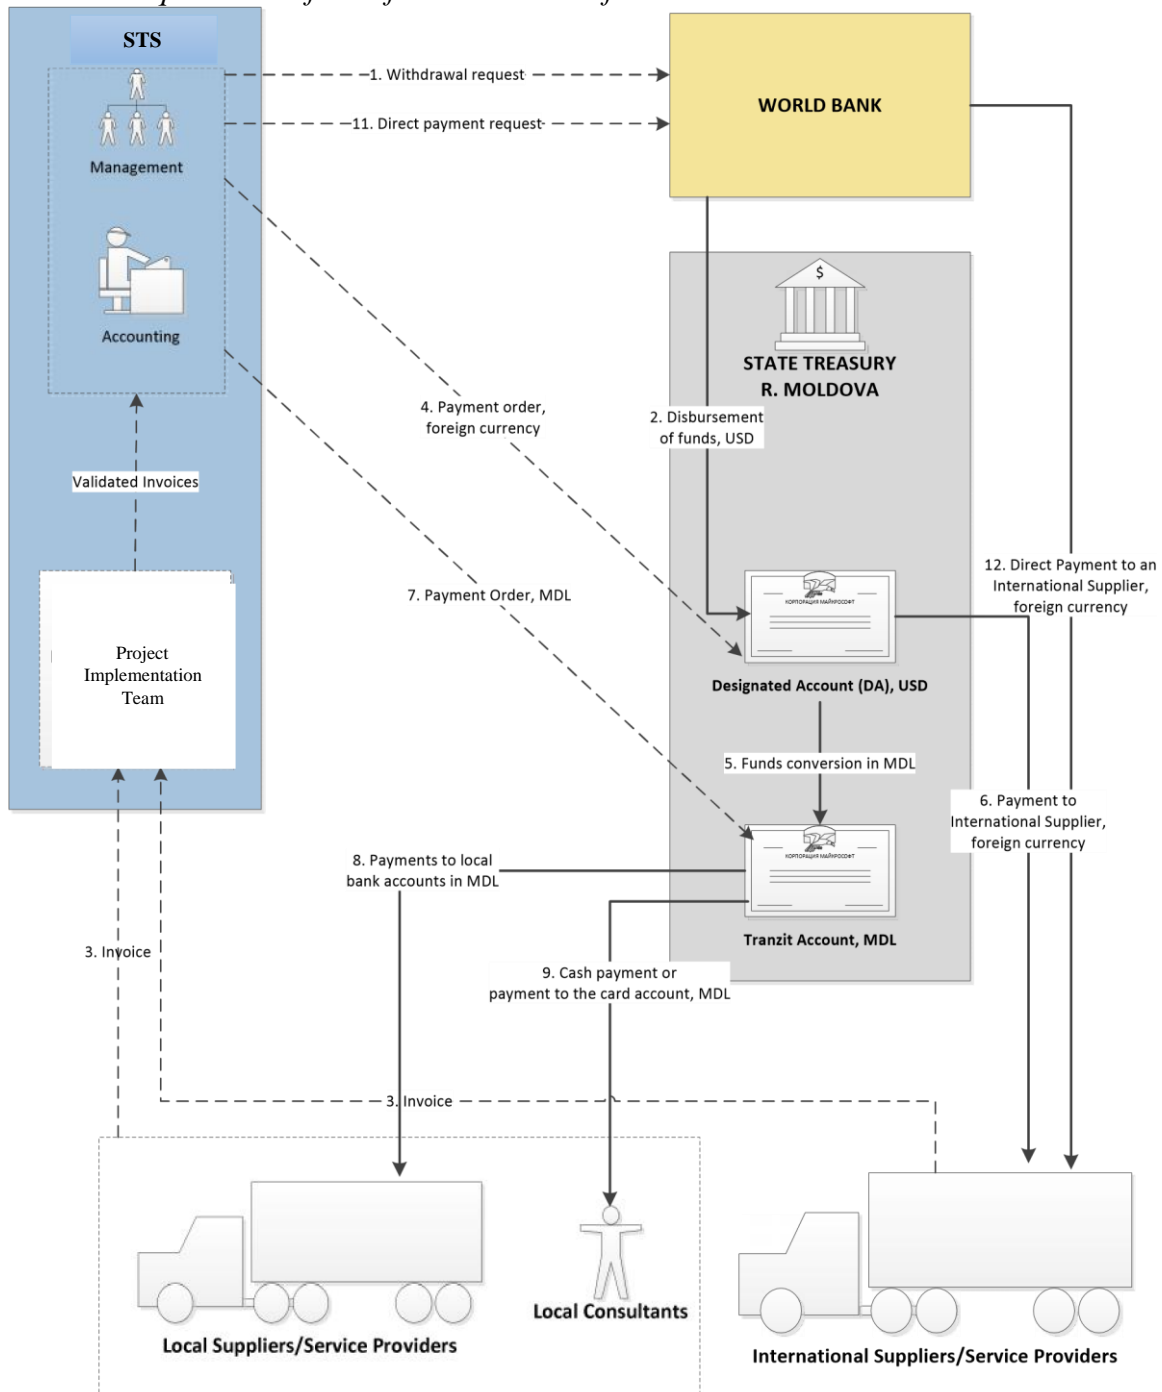 STS
1. Withdrawal request
WORLD BANK
11. Direct payment request
Management
$
Accounting
STATE TREASURY
R. MOLDOVA
4. Payment order,
foreign currency
2. Disbursement
of funds, USD
Validated Invoices
12. Direct Payment to an
International Supplier,
foreign currency
7. Payment Order, MDL
КОРПОРАЦИЯ МАЙКРОСОФТ
Project
Implementation
Team
Designated Account (DA), USD
5. Funds conversion in MDL
6. Payment to
International Supplier,
foreign currency
КОРПОРАЦИЯ МАЙКРОСОФТ
8. Payments to local
bank accounts in MDL
Tranzit Account, MDL
3. Invoice
9. Cash payment or
payment to the card account, MDL
3. Invoice
Local Consultants
Local Suppliers/Service Providers
International Suppliers/Service Providers